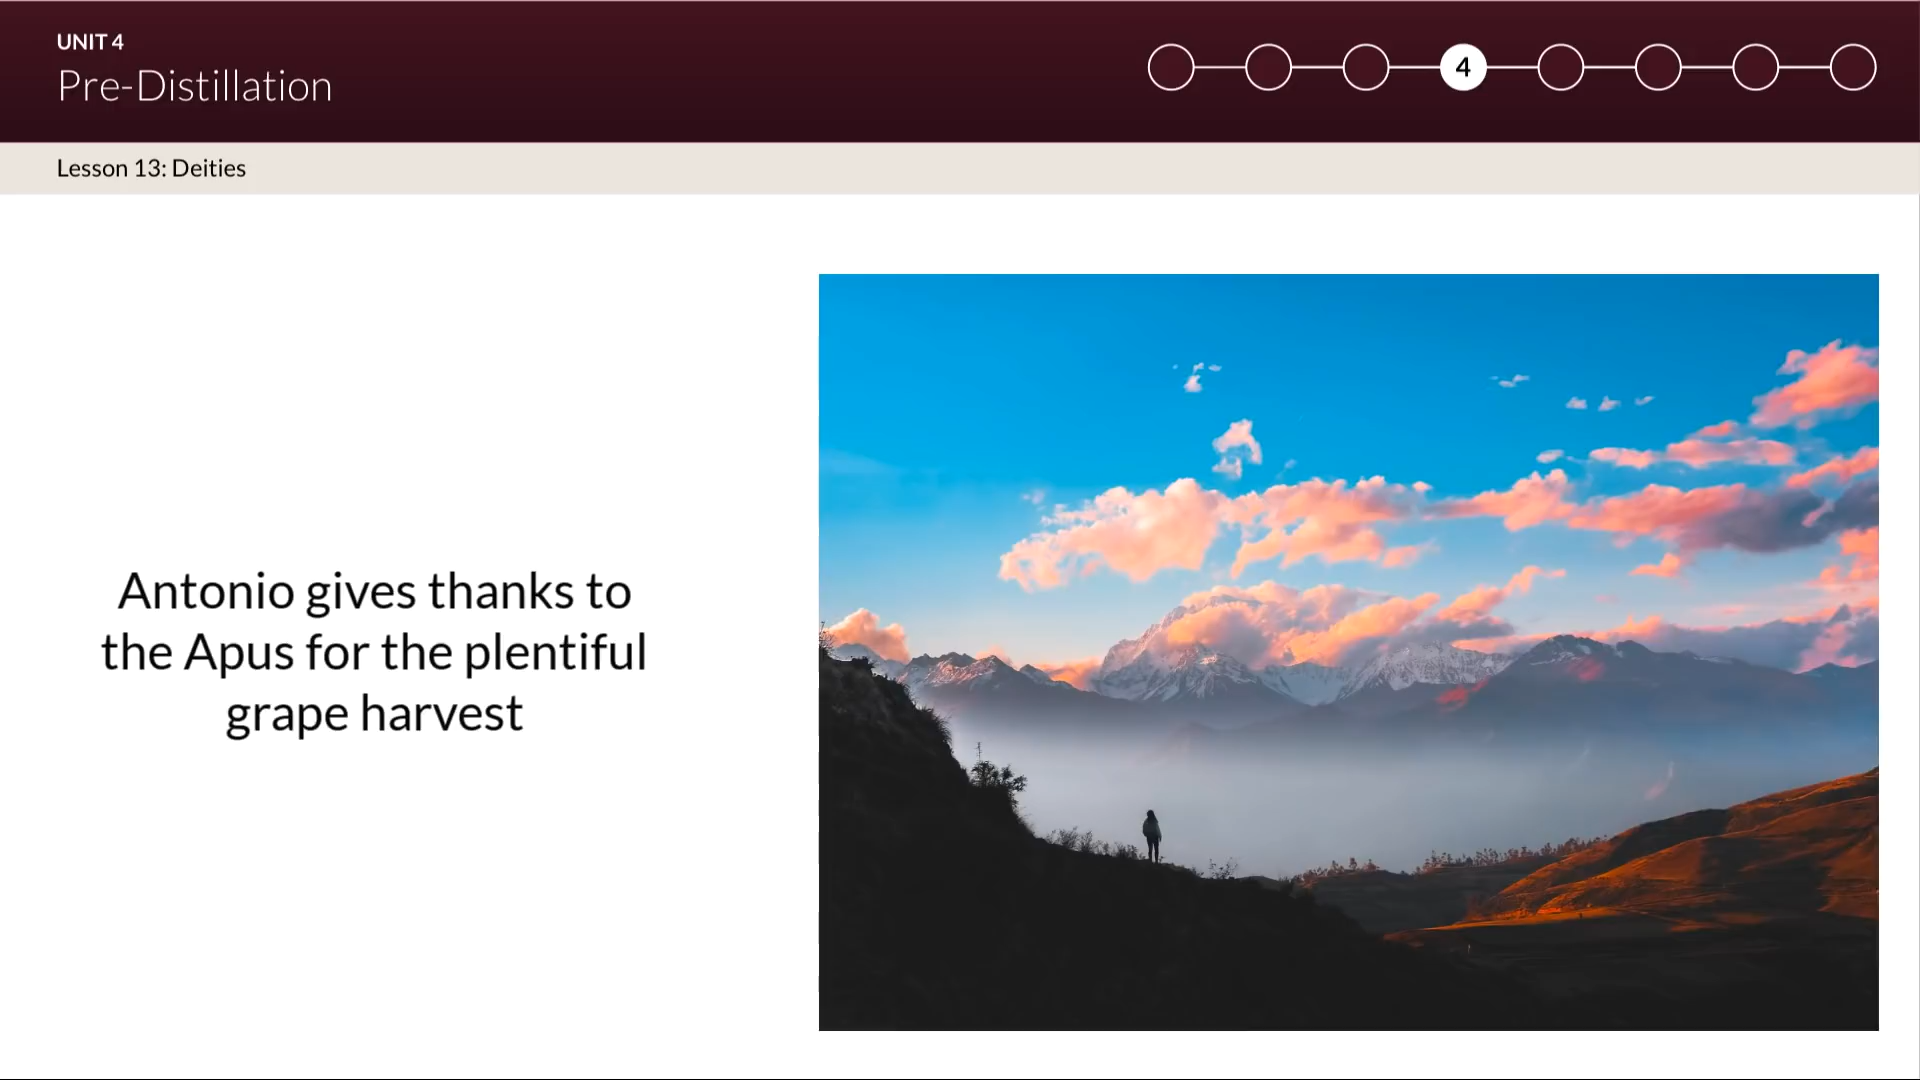 UNIT 4
Pre-Distillation
4
Lesson 13: Deities
Antonio gives thanks to
the Apus for the plentiful
grape harvest